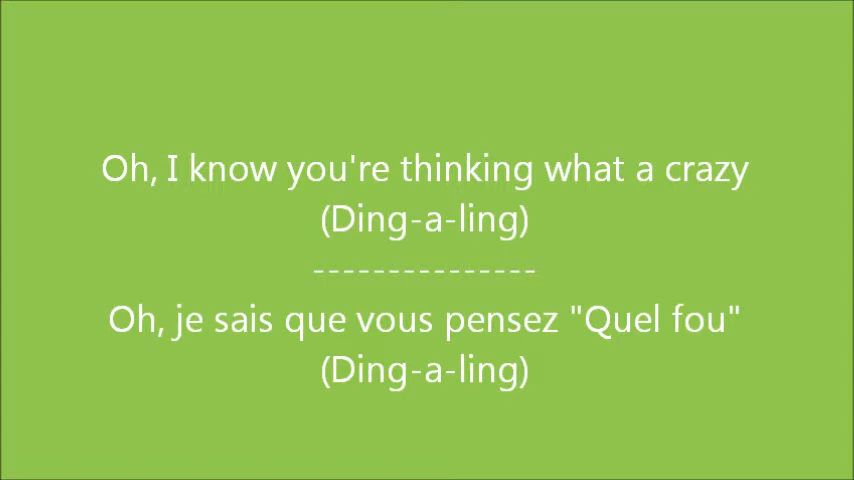 Oh, I know you're thinking what a crazy
(Ding-a-ling)
---------------
Oh, je sais que vous pensez "Quel fou"
(Ding-a-ling)